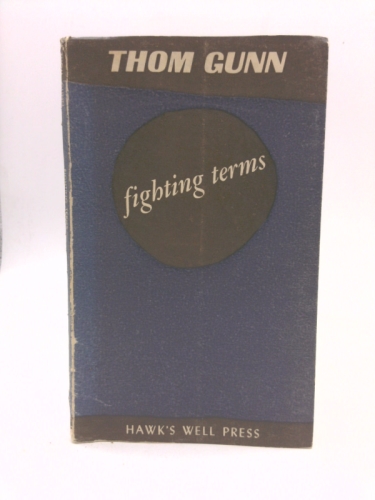 THOM GUNN
fighting terms
HAWK'S WELL PRESS